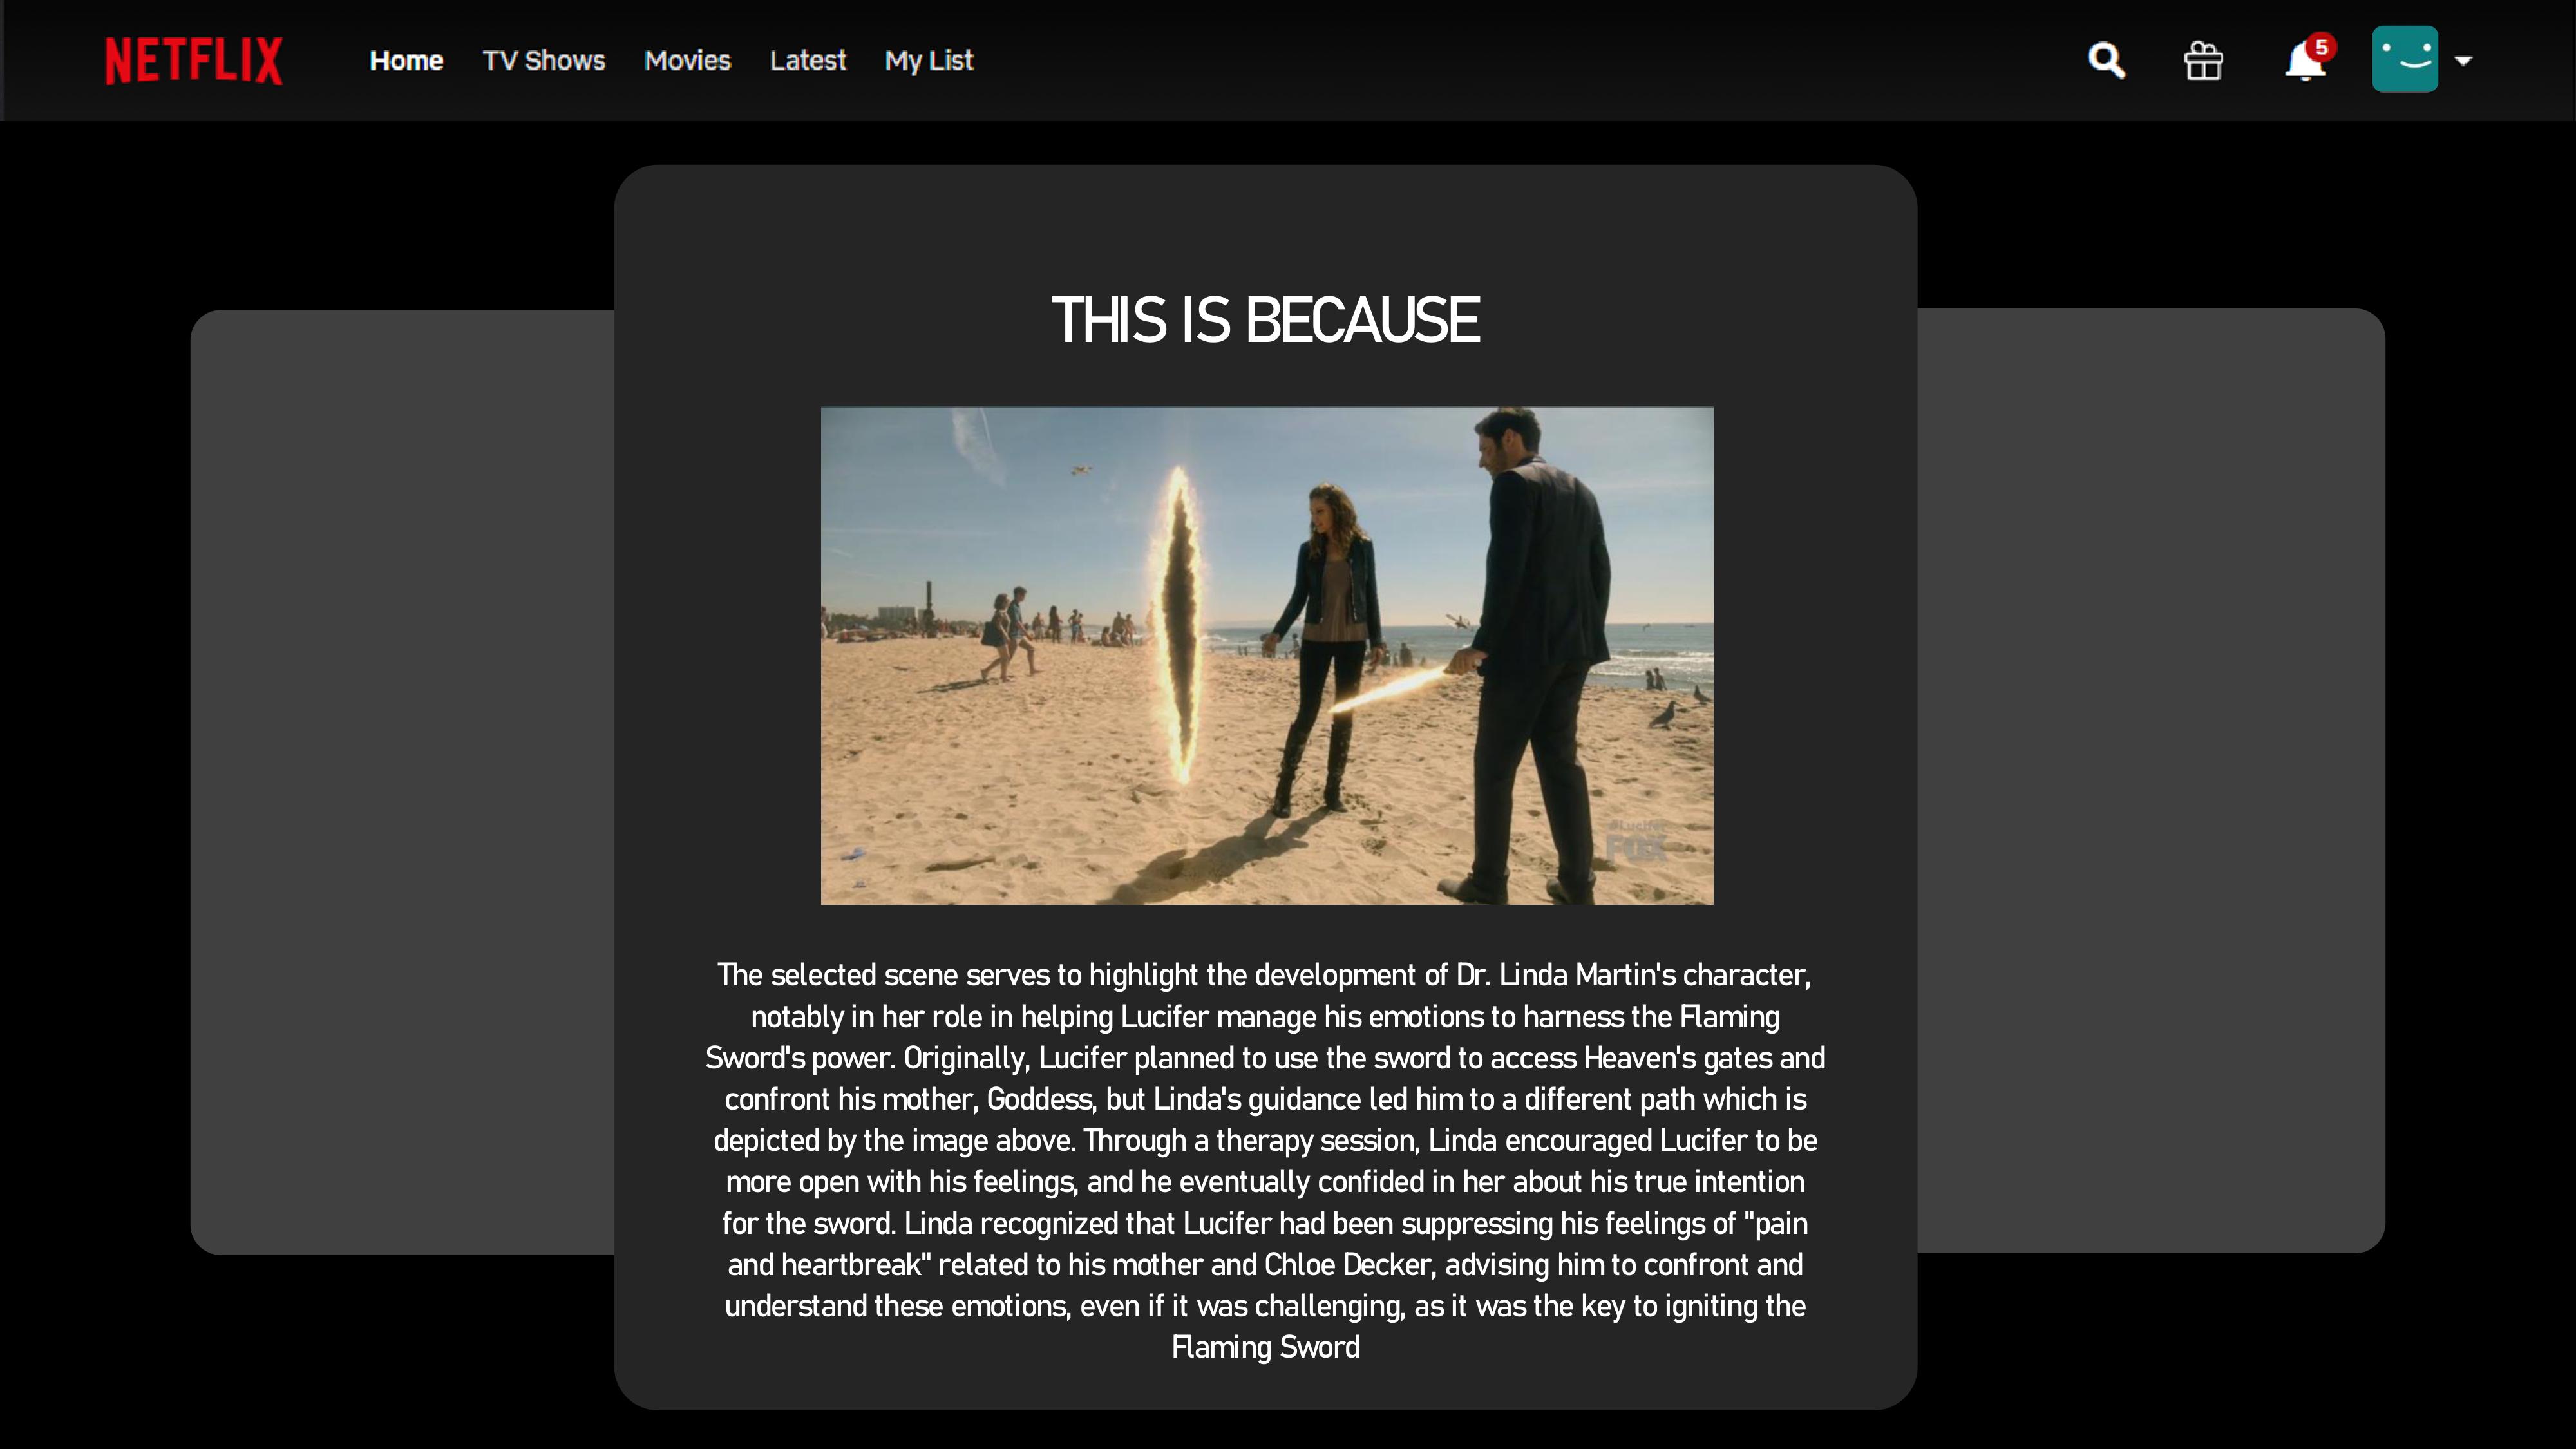 NETFLIX
Home TV Shows Movies Latest My List
5
THIS IS BECAUSE
#Lucifer
FOX
The selected scene serves to highlight the development of Dr. Linda Martin's character,
notably in her role in helping Lucifer manage his emotions to harness the Flaming
Sword's power. Originally, Lucifer planned to use the sword to access Heaven's gates and
confront his mother, Goddess, but Linda's guidance led him to a different path which is
depicted by the image above. Through a therapy session, Linda encouraged Lucifer to be
more open with his feelings, and he eventually confided in her about his true intention
for the sword. Linda recognized that Lucifer had been suppressing his feelings of "pain
and heartbreak" related to his mother and Chloe Decker, advising him to confront and
understand these emotions, even if it was challenging, as it was the key to igniting the
Flaming Sword